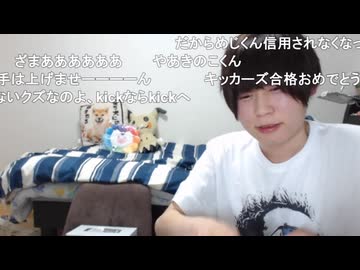 だからめじくん信用されなくなっ
ざまああああああ　やあきのこくん
手は上げませーーーーん　キッカーズ合格おめでとう
ないクズなのよ、kickならkickへ